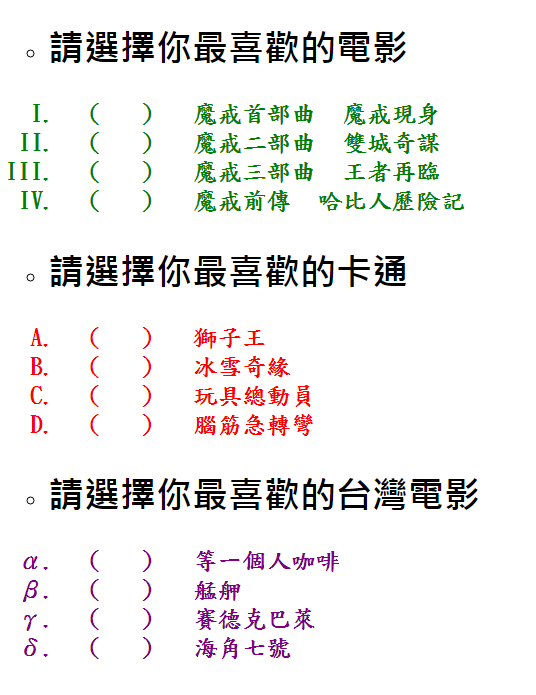 請選擇你最喜歡的電影
I. ( ) 魔戒首部曲 魔戒現身
II. ( ) 魔戒二部曲 雙城奇謀
III. ( ) 魔戒三部曲 王者再臨
IV. ( ) 魔戒前傳 哈比人歷險記
請選擇你最喜歡的卡通
A. ( ) 獅子王
B. ( ) 冰雪奇緣
C. ( ) 玩具總動員
D. ( ) 腦筋急轉彎
請選擇你最喜歡的台灣電影
α. ( ) 等一個人咖啡
β. ( ) 艋舺
γ. ( ) 賽德克巴萊
δ. ( ) 海角七號